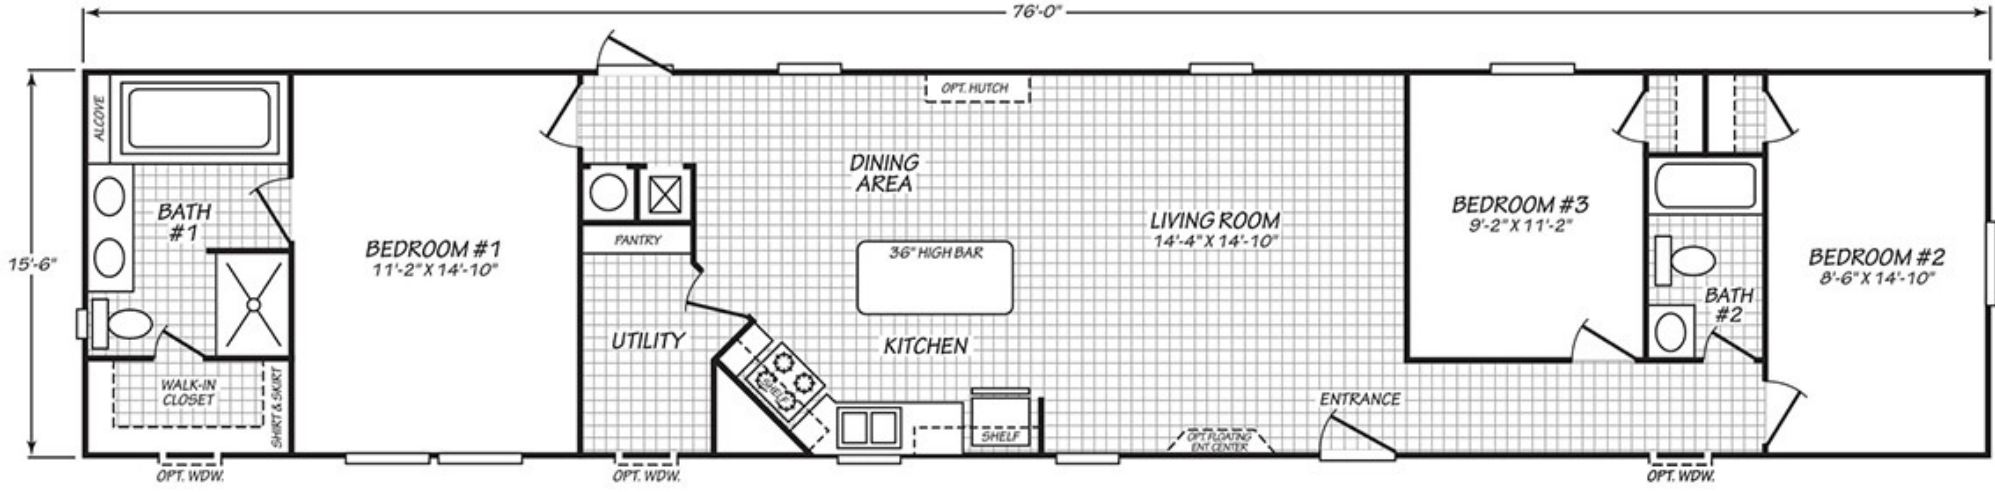 76'-0"
15'-6"
ALCOVE
BATH
#1
WALK-IN
CLOSET
SHIRT & SKIRT
OPT. WDW.
BEDROOM #1
11'-2" X 14'-10"
PANTRY
UTILITY
OPT. WDW.
OPT. HUTCH
DINING
AREA
36" HIGH BAR
KITCHEN
SHELF
SHELF
LIVING ROOM
14'-4" X 14'-10"
OPT. FLOATING
ENT. CENTER
ENTRANCE
BEDROOM #3
9'-2" X 11'-2"
BATH
#2
OPT. WDW.
BEDROOM #2
8'-6" X 14'-10"